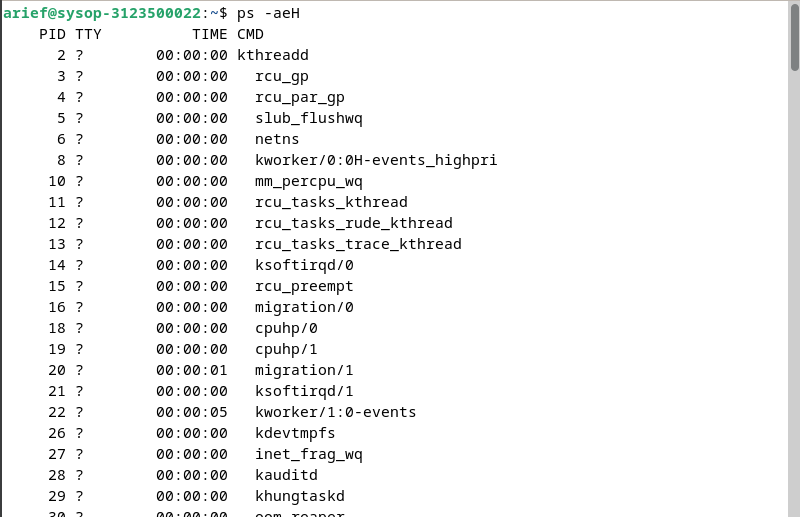 arief@sysop-3123500022:~$ ps -aeH
    PID TTY          TIME CMD
      2 ?        00:00:00 kthreadd
      3 ?        00:00:00   rcu_gp
      4 ?        00:00:00   rcu_par_gp
      5 ?        00:00:00   slub_flushwq
      6 ?        00:00:00   netns
      8 ?        00:00:00   kworker/0:0H-events_highpri
     10 ?        00:00:00   mm_percpu_wq
     11 ?        00:00:00   rcu_tasks_kthread
     12 ?        00:00:00   rcu_tasks_rude_kthread
     13 ?        00:00:00   rcu_tasks_trace_kthread
     14 ?        00:00:00   ksoftirqd/0
     15 ?        00:00:00   rcu_preempt
     16 ?        00:00:00   migration/0
     18 ?        00:00:00   cpuhp/0
     19 ?        00:00:00   cpuhp/1
     20 ?        00:00:01   migration/1
     21 ?        00:00:00   ksoftirqd/1
     22 ?        00:00:05   kworker/1:0-events
     26 ?        00:00:00   kdevtmpfs
     27 ?        00:00:00   inet_frag_wq
     28 ?        00:00:00   kauditd
     29 ?        00:00:00   khungtaskd
     30 ?        00:00:00   oom_reaper